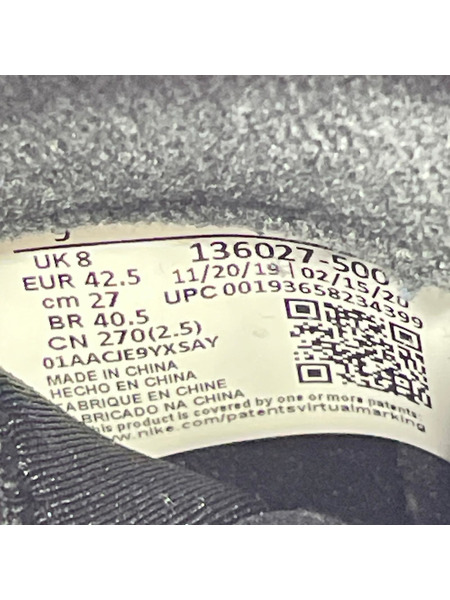 UK 8
EUR 42.5
cm 27
BR 40.5
CN 270(2.5)
01AACJE9YXSAY
136027-500
11/20/19 | 02/15/20
UPC 00193658234399
MADE IN CHINA
HECHO EN CHINA
FABRIQUE EN CHINE
FABRICADO NA CHINA
This product is covered by one or more patents:
www.nike.com/patentsvirtualmarking